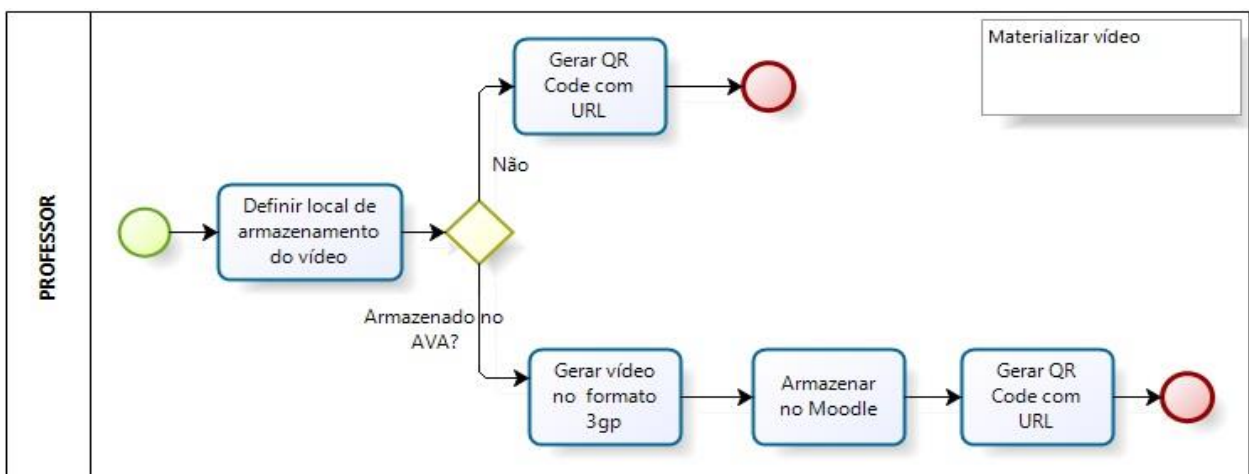 PROFESSOR
Materializar vídeo
Gerar QR
Code com
URL
Não
Definir local de
armazenamento
do vídeo
Armazenado no
AVA?
Gerar vídeo
no formato
3gp
Armazenar
no Moodle
Gerar QR
Code com
URL